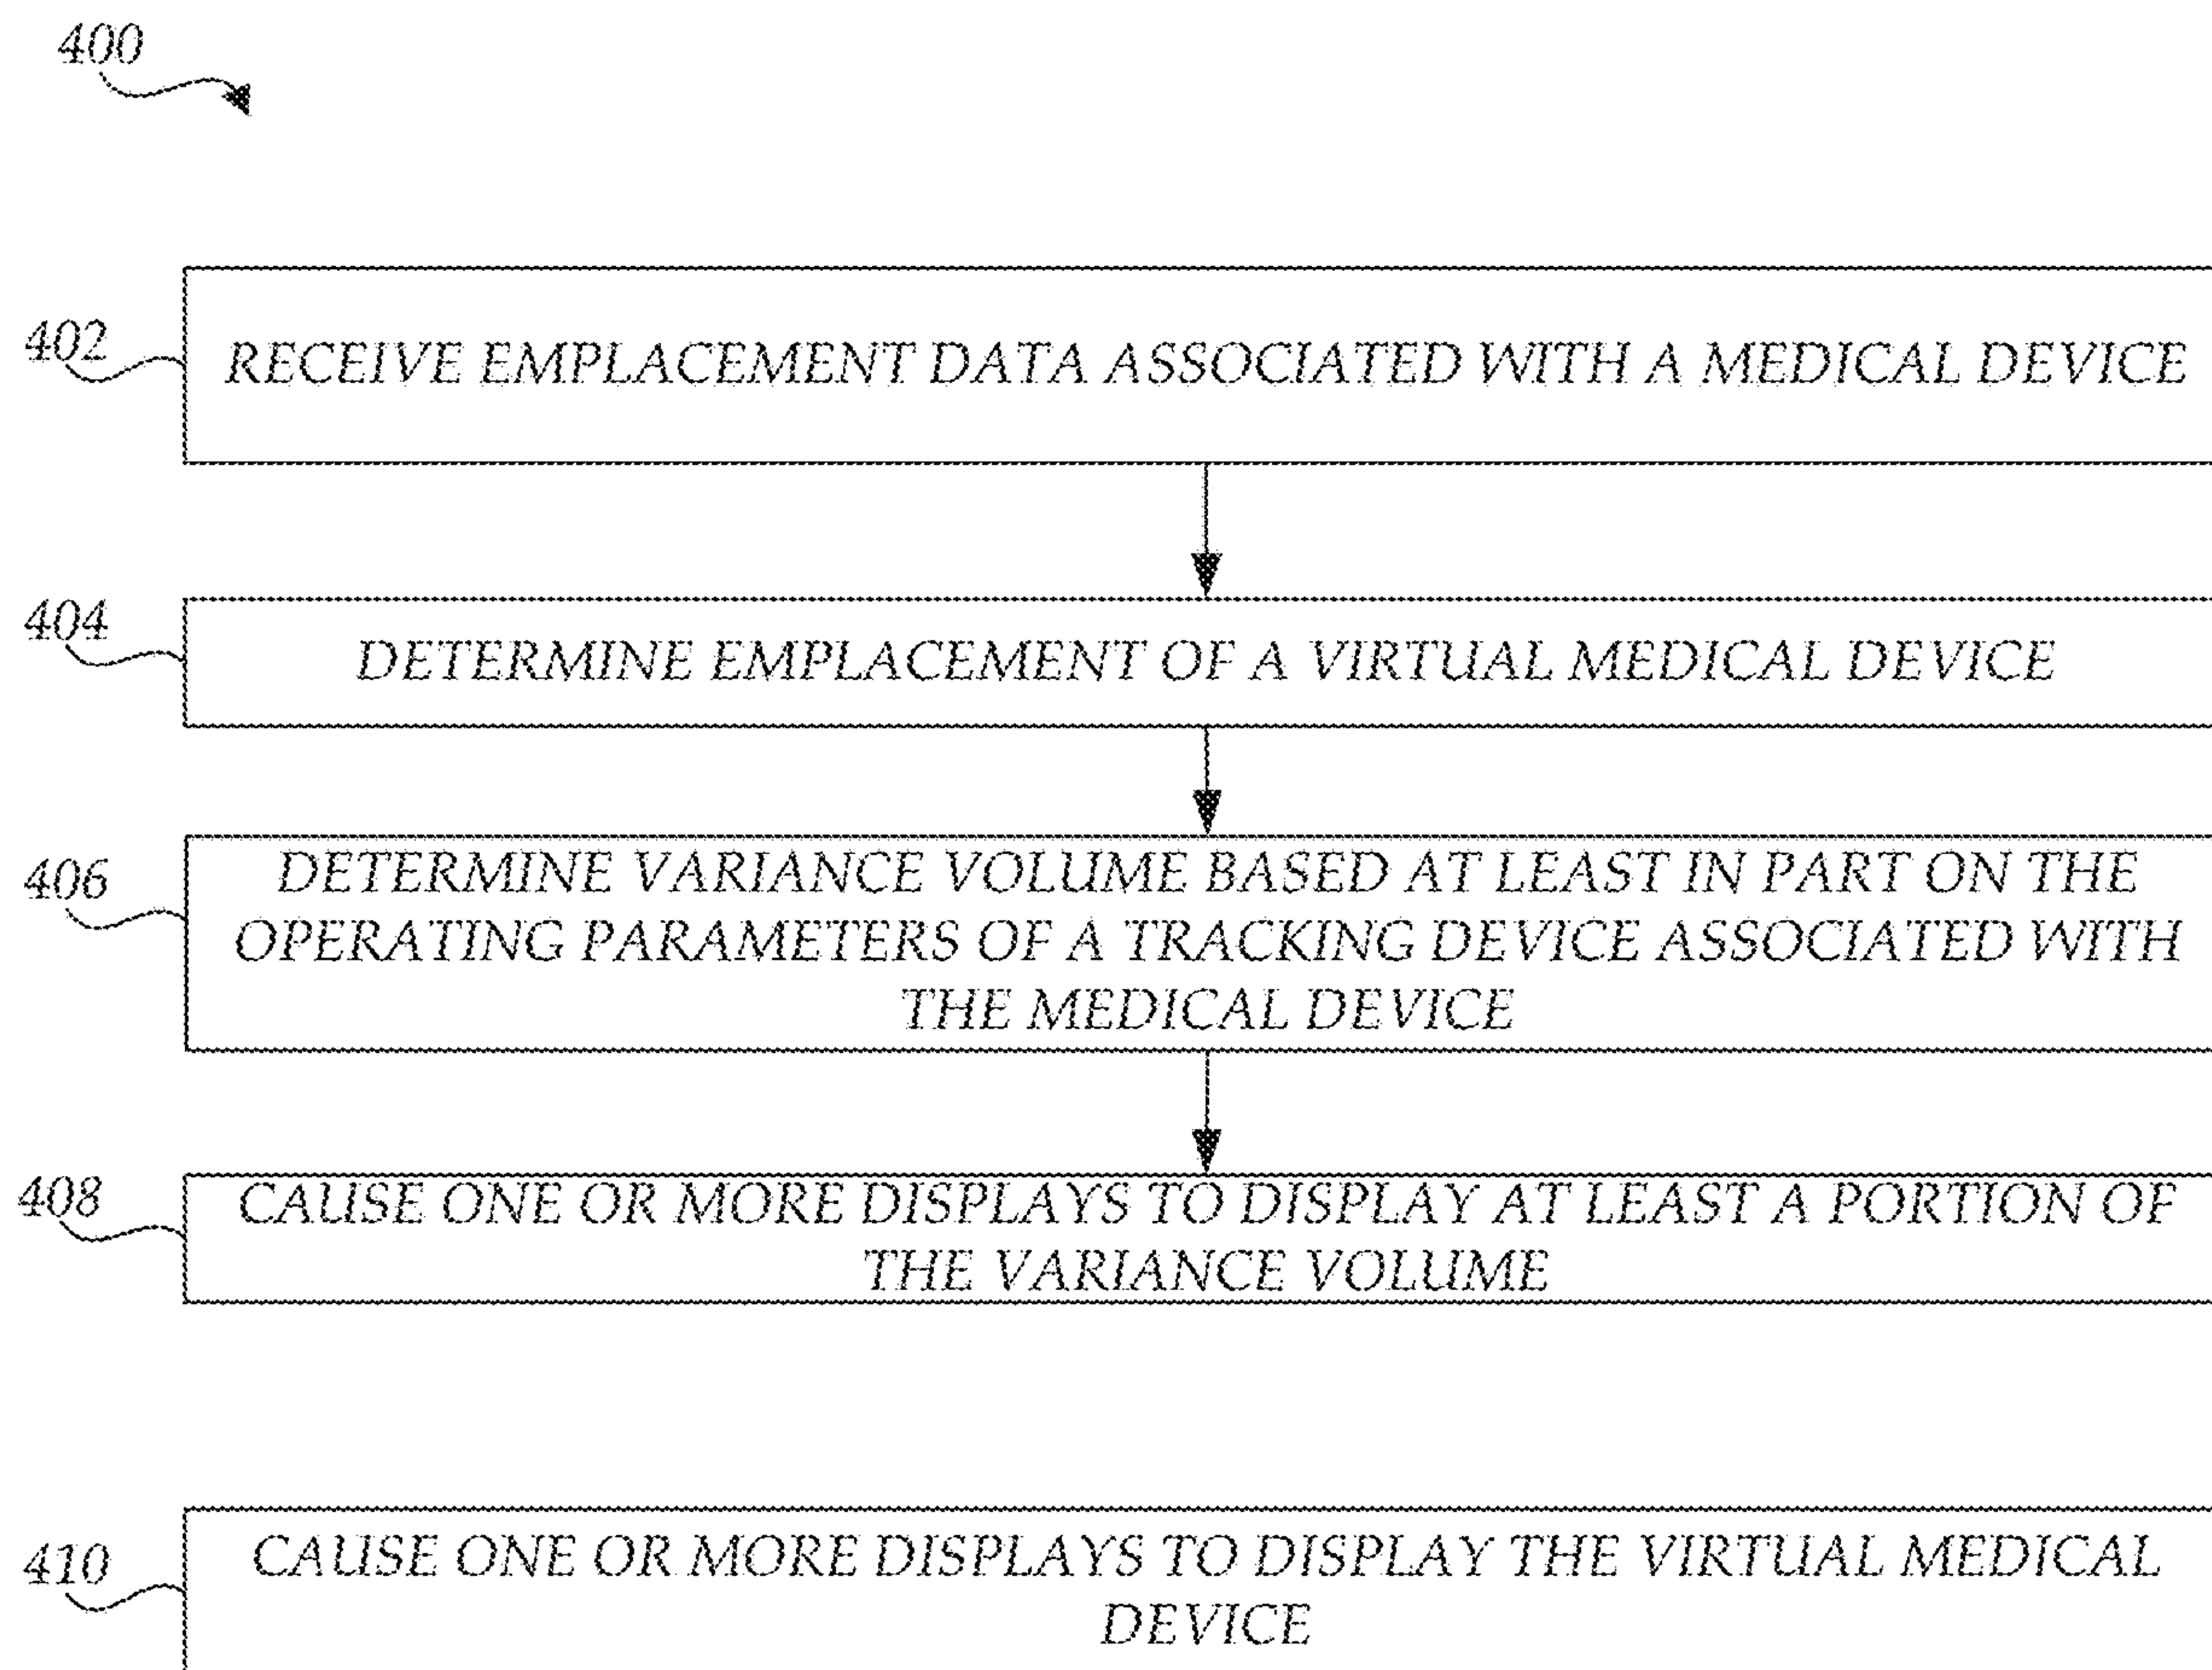 400
402
RECEIVE EMPLACEMENT DATA ASSOCIATED WITH A MEDICAL DEVICE
404
DETERMINE EMPLACEMENT OF A VIRTUAL MEDICAL DEVICE
406
DETERMINE VARIANCE VOLUME BASED AT LEAST IN PART ON THE
OPERATING PARAMETERS OF A TRACKING DEVICE ASSOCIATED WITH
THE MEDICAL DEVICE
408
CAUSE ONE OR MORE DISPLAYS TO DISPLAY AT LEAST A PORTION OF
THE VARIANCE VOLUME
410
CAUSE ONE OR MORE DISPLAYS TO DISPLAY THE VIRTUAL MEDICAL
DEVICE